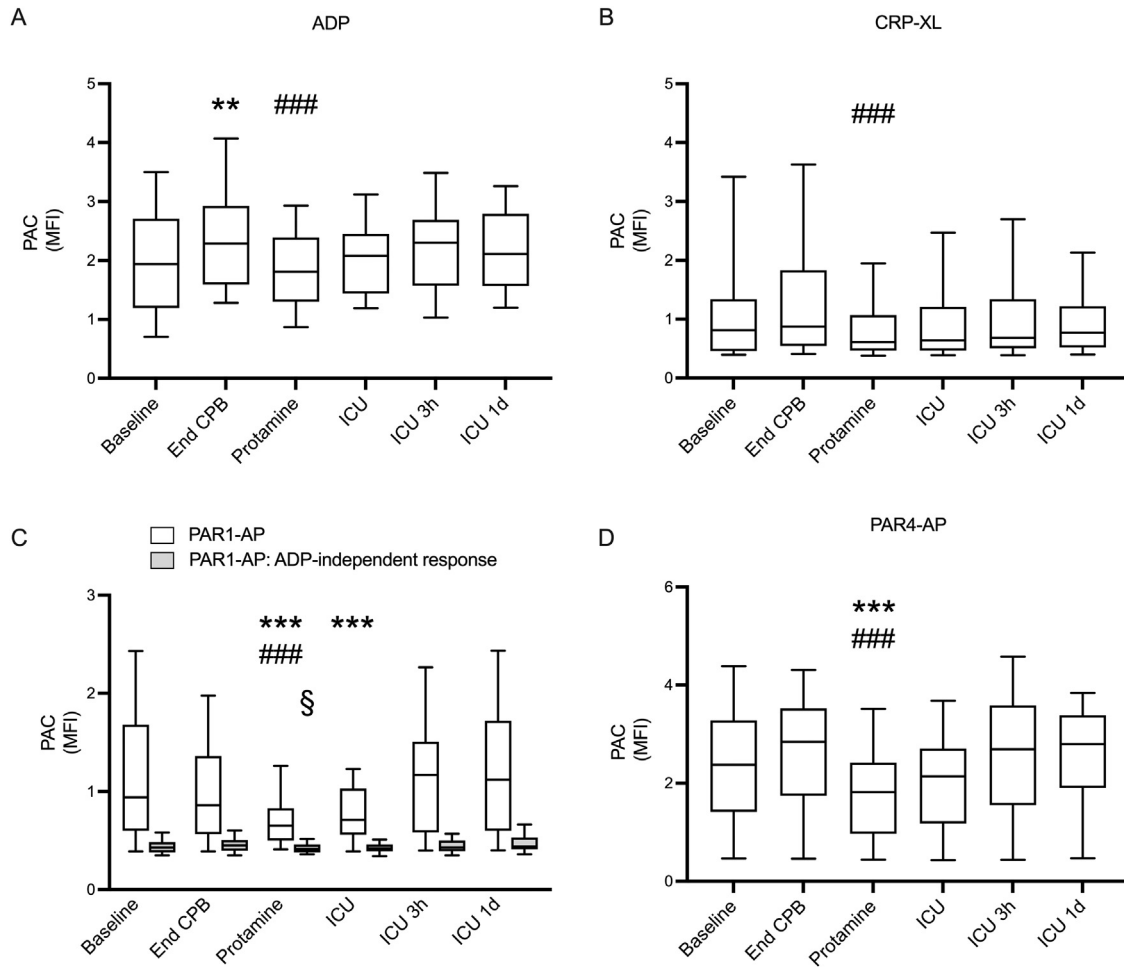 A
ADP
5
4
3
2
1
0
PAC
(MFI)
** ###
Baseline
End CPB
Protamine
ICU
ICU 3h
ICU 1d
B
CRP-XL
5
4
3
2
1
0
PAC
(MFI)
###
Baseline
End CPB
Protamine
ICU
ICU 3h
ICU 1d
C
PAR1-AP
PAR1-AP: ADP-independent response
3
2
1
0
PAC
(MFI)
*** ***
###
§
Baseline
End CPB
Protamine
ICU
ICU 3h
ICU 1d
D
PAR4-AP
6
4
2
0
PAC
(MFI)
***
###
Baseline
End CPB
Protamine
ICU
ICU 3h
ICU 1d